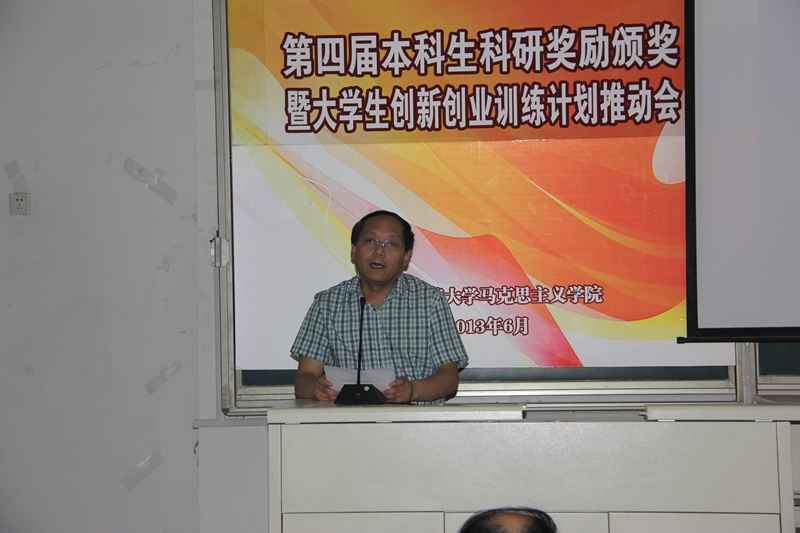 第四届本科生科研奖励颁奖
暨大学生创新创业训练计划推动会
大学马克思主义学院
2013年6月